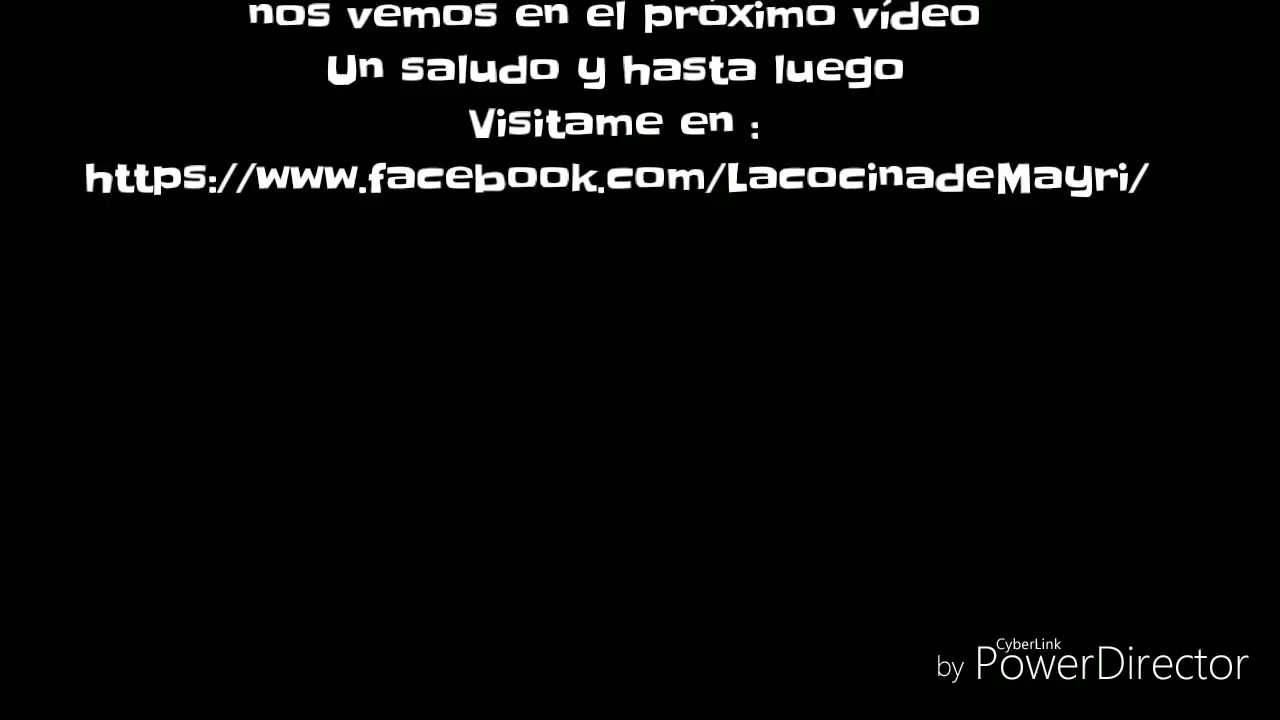 nos vemos en el próximo vídeo
Un saludo y hasta luego
Visitame en :
https://www.facebook.com/LacocinadeMayri/
CyberLink
by PowerDirector